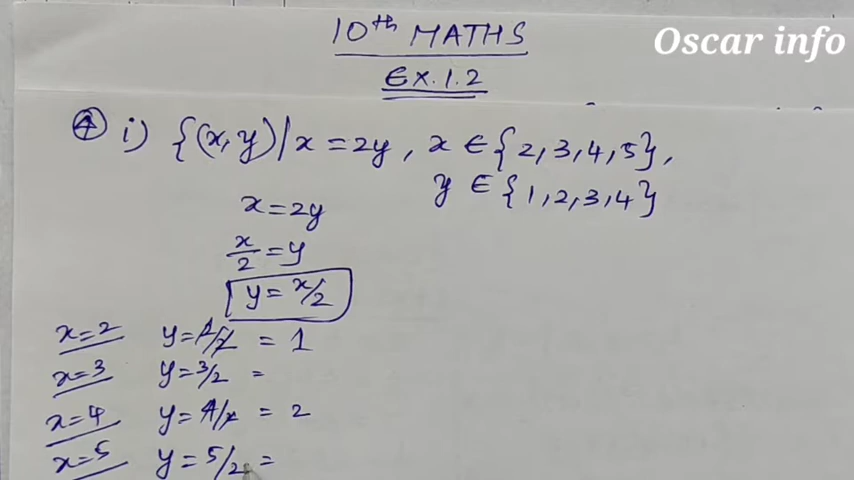 10th MATHS
Oscar info
Ex.1.2
4 i) {(x,y)/x=2y, x∈{2,3,4,5},
y∈{1,2,3,4}
x=2y
x/2=y
y=x/2
x=2 y=2/2 = 1
x=3 y=3/2 =
x=4 y=4/2 = 2
x=5 y=5/2 =